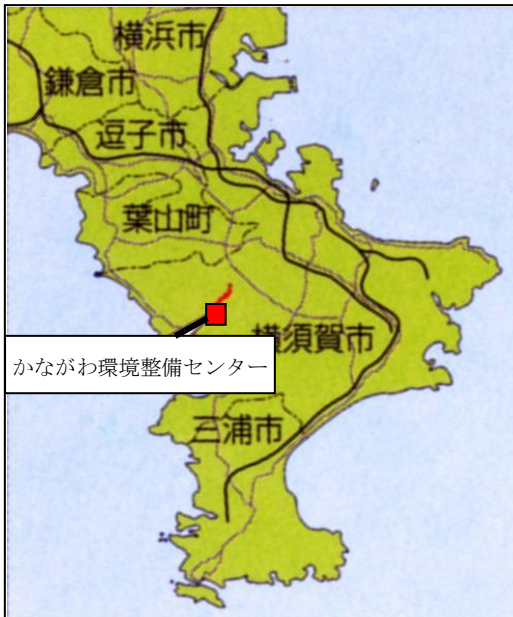 横浜市
鎌倉市
逗子市
葉山町
横須賀市
かながわ環境整備センター
三浦市